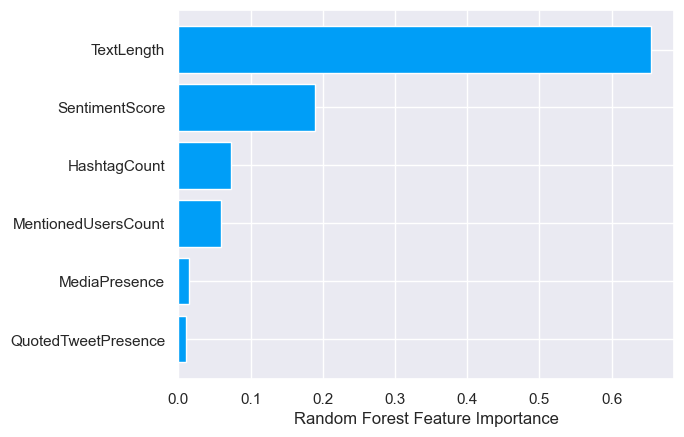 TextLength
SentimentScore
HashtagCount
MentionedUsersCount
MediaPresence
QuotedTweetPresence
0.0 0.1 0.2 0.3 0.4 0.5 0.6
Random Forest Feature Importance